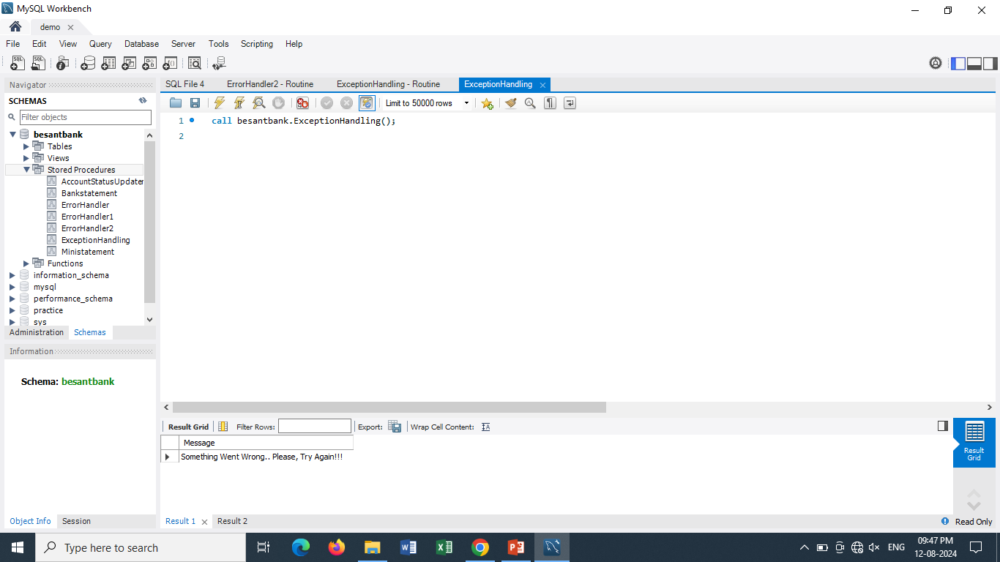 MySQL Workbench
demo
File Edit View Query Database Server Tools Scripting Help
Navigator
SCHEMAS
Filter objects
besantbank
Tables
Views
Stored Procedures
AccountStatusUpdater
Bankstatement
ErrorHandler
ErrorHandler1
ErrorHandler2
ExceptionHandling
Ministatement
Functions
information_schema
mysql
performance_schema
practice
sys
Administration Schemas
Information
Schema: besantbank
Object Info Session
SQL File 4 ErrorHandler2 - Routine ExceptionHandling - Routine ExceptionHandling
Limit to 50000 rows
1 call besantbank.ExceptionHandling();
2
Result Grid Filter Rows: Export: Wrap Cell Content:
Message
Something Went Wrong.. Please, Try Again!!!
Result
Grid
Result 1 Result 2
Read Only
Type here to search
ENG
09:47 PM
12-08-2024